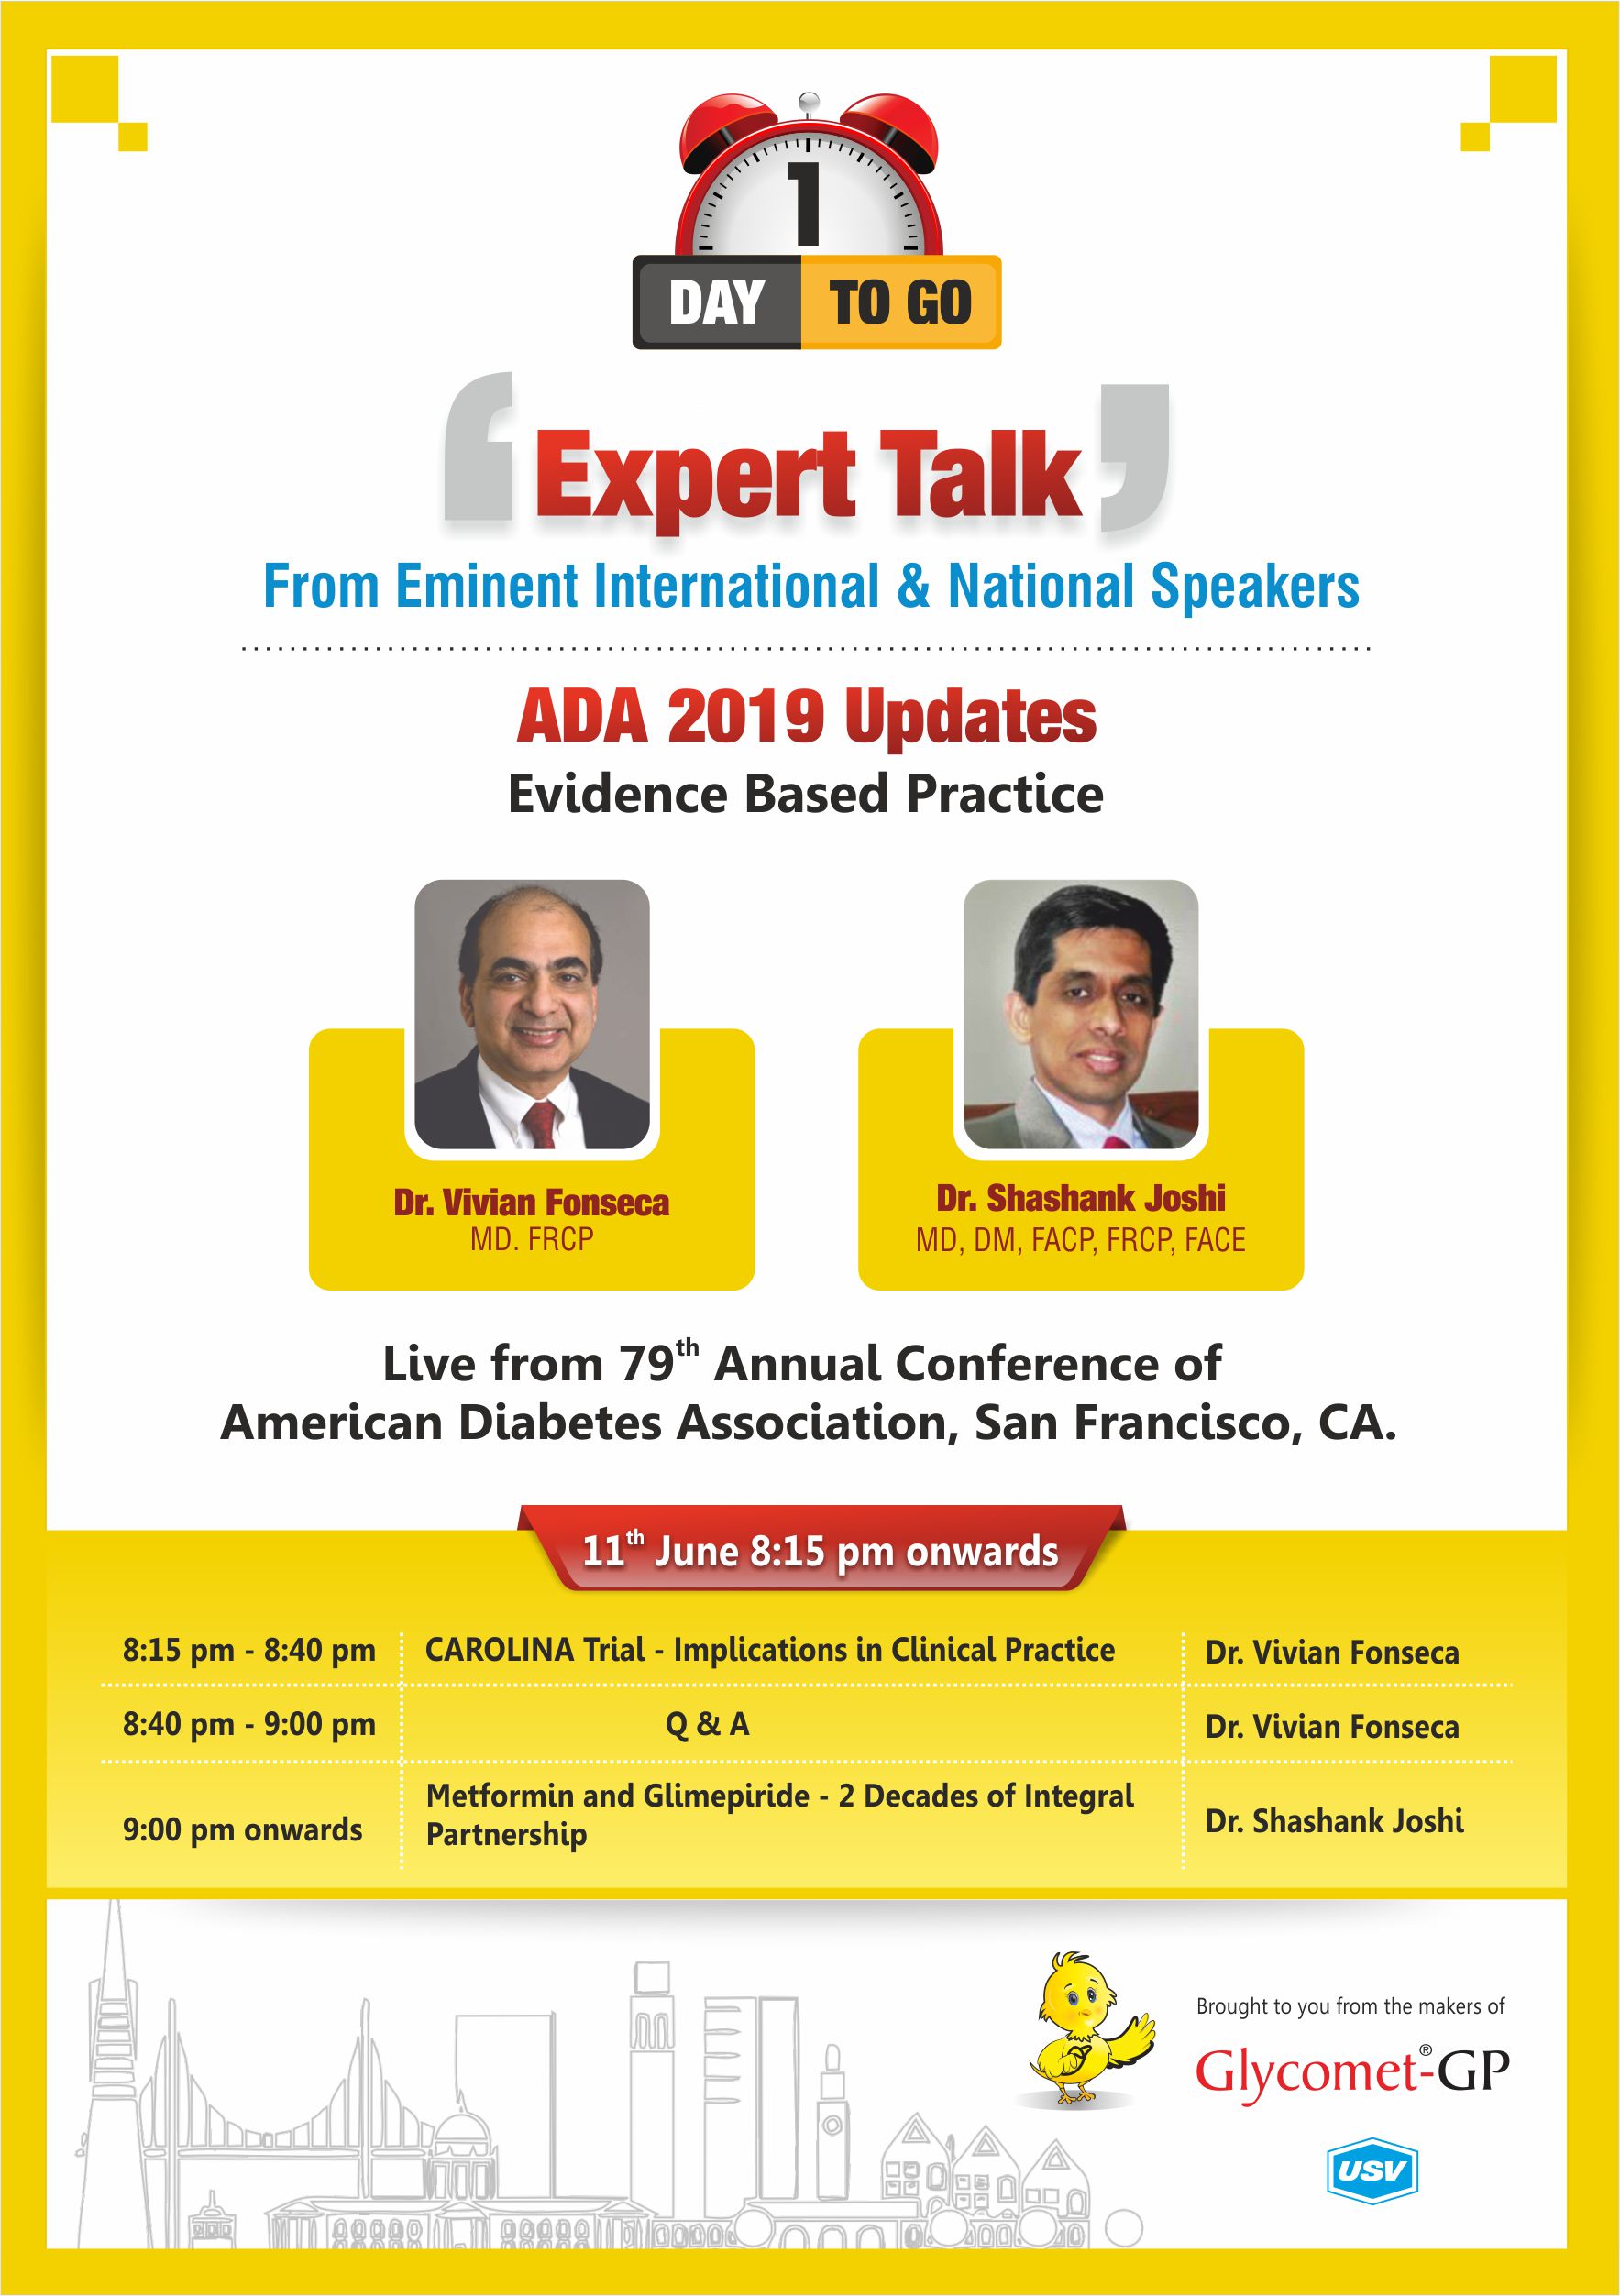 1
DAY TO GO
‘Expert Talk’
From Eminent International & National Speakers
ADA 2019 Updates
Evidence Based Practice
Dr. Vivian Fonseca
MD. FRCP
Dr. Shashank Joshi
MD, DM, FACP, FRCP, FACE
Live from 79th Annual Conference of
American Diabetes Association, San Francisco, CA.
11th June 8:15 pm onwards
8:15 pm - 8:40 pm CAROLINA Trial - Implications in Clinical Practice Dr. Vivian Fonseca
8:40 pm - 9:00 pm Q & A Dr. Vivian Fonseca
9:00 pm onwards Metformin and Glimepiride - 2 Decades of Integral
Partnership Dr. Shashank Joshi
Brought to you from the makers of
Glycomet®-GP
USV